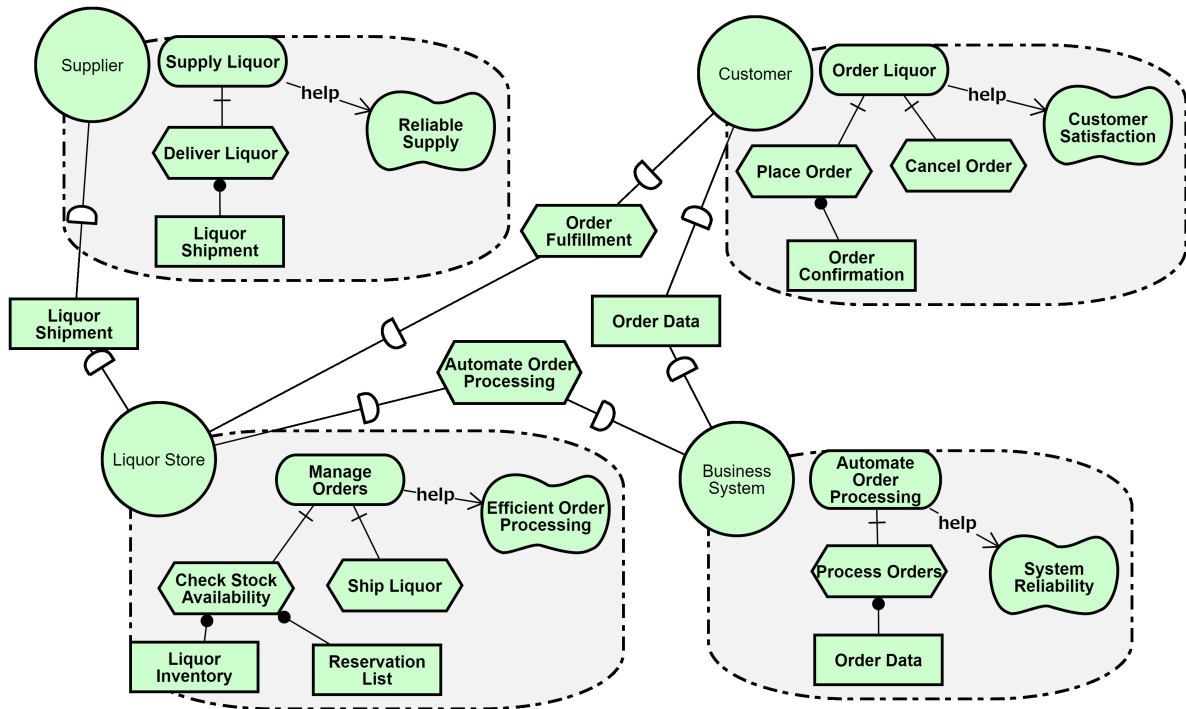 Supplier
Supply Liquor
help
Reliable
Supply
Deliver Liquor
Liquor
Shipment
Customer
Order Liquor
help
Customer
Satisfaction
Place Order
Cancel Order
Order
Confirmation
Order
Fulfillment
Liquor
Shipment
Order Data
Automate Order
Processing
Liquor Store
Manage
Orders
help
Efficient Order
Processing
Check Stock
Availability
Ship Liquor
Liquor
Inventory
Reservation
List
Business
System
Automate
Order
Processing
help
System
Reliability
Process Orders
Order Data